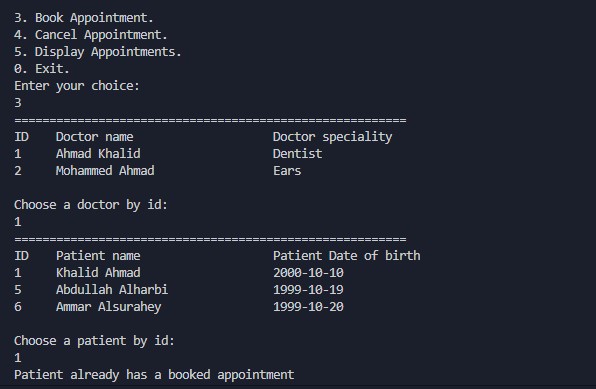 3. Book Appointment.
4. Cancel Appointment.
5. Display Appointments.
0. Exit.
Enter your choice:
3
========================================================
ID    Doctor name                    Doctor speciality
1     Ahmad Khalid                   Dentist
2     Mohammed Ahmad                 Ears
Choose a doctor by id:
1
========================================================
ID    Patient name                   Patient Date of birth
1     Khalid Ahmad                   2000-10-10
5     Abdullah Alharbi               1999-10-19
6     Ammar Alsurahey                1999-10-20
Choose a patient by id:
1
Patient already has a booked appointment